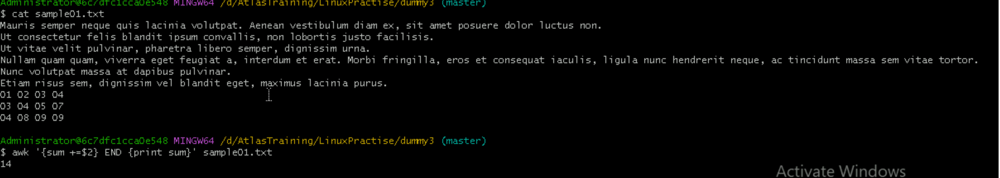 Administrator@6c7dfc1cca0e548 MINGW64 /d/AtlasTraining/LinuxPractise/dummy3 (master)
$ cat sample01.txt
Mauris semper neque quis lacinia volutpat. Aenean vestibulum diam ex, sit amet posuere dolor luctus non.
Ut consectetur felis blandit ipsum convallis, non lobortis justo facilisis.
Ut vitae velit pulvinar, pharetra libero semper, dignissim urna.
Nullam quam quam, viverra eget feugiat a, interdum et erat. Morbi fringilla, eros et consequat iaculis, ligula nunc hendrerit neque, ac tincidunt massa sem vitae tortor.
Nunc volutpat massa at dapibus pulvinar.
Etiam risus sem, dignissim vel blandit eget, maximus lacinia purus.
01 02 03 04
03 04 05 07
04 08 09 09
Administrator@6c7dfc1cca0e548 MINGW64 /d/AtlasTraining/LinuxPractise/dummy3 (master)
$ awk '{sum +=$2} END {print sum}' sample01.txt
14
Activate Windows